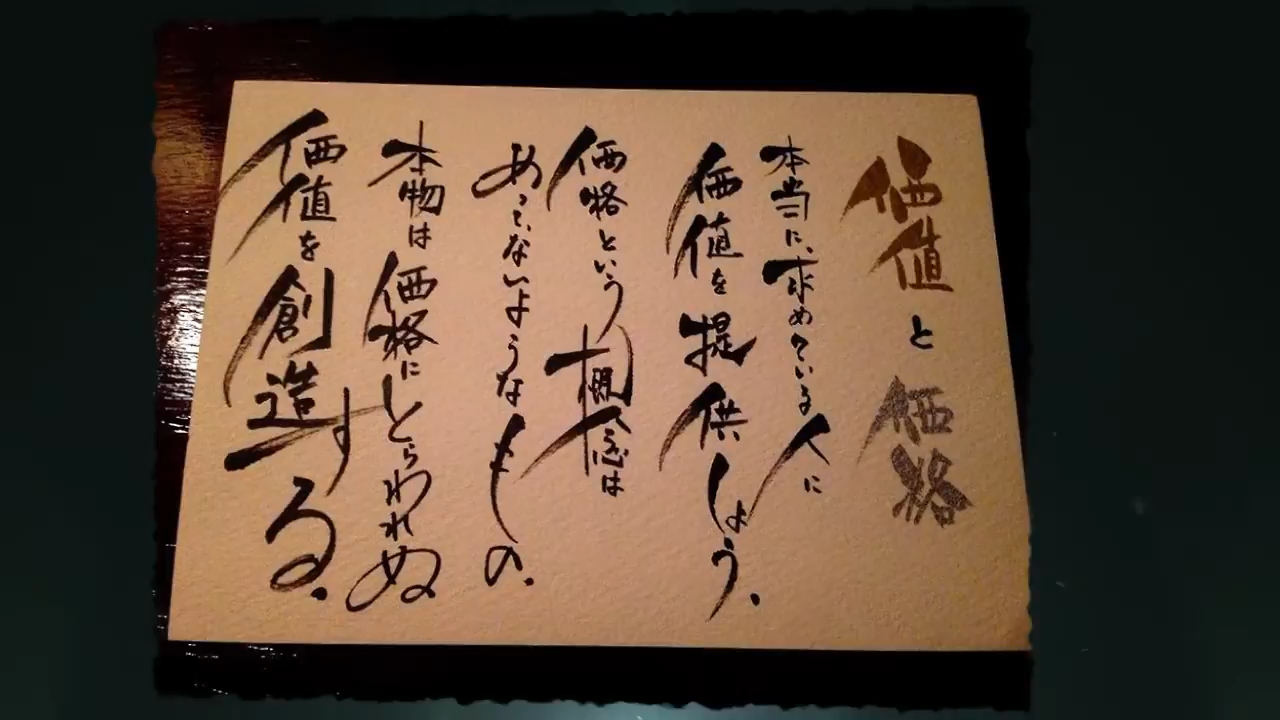 価値と価格
本当に、求めている人に
価値を提供しよう.
価格という概念は
あって、ないようなもの.
本物は価格にとらわれぬ
価値を創造する.